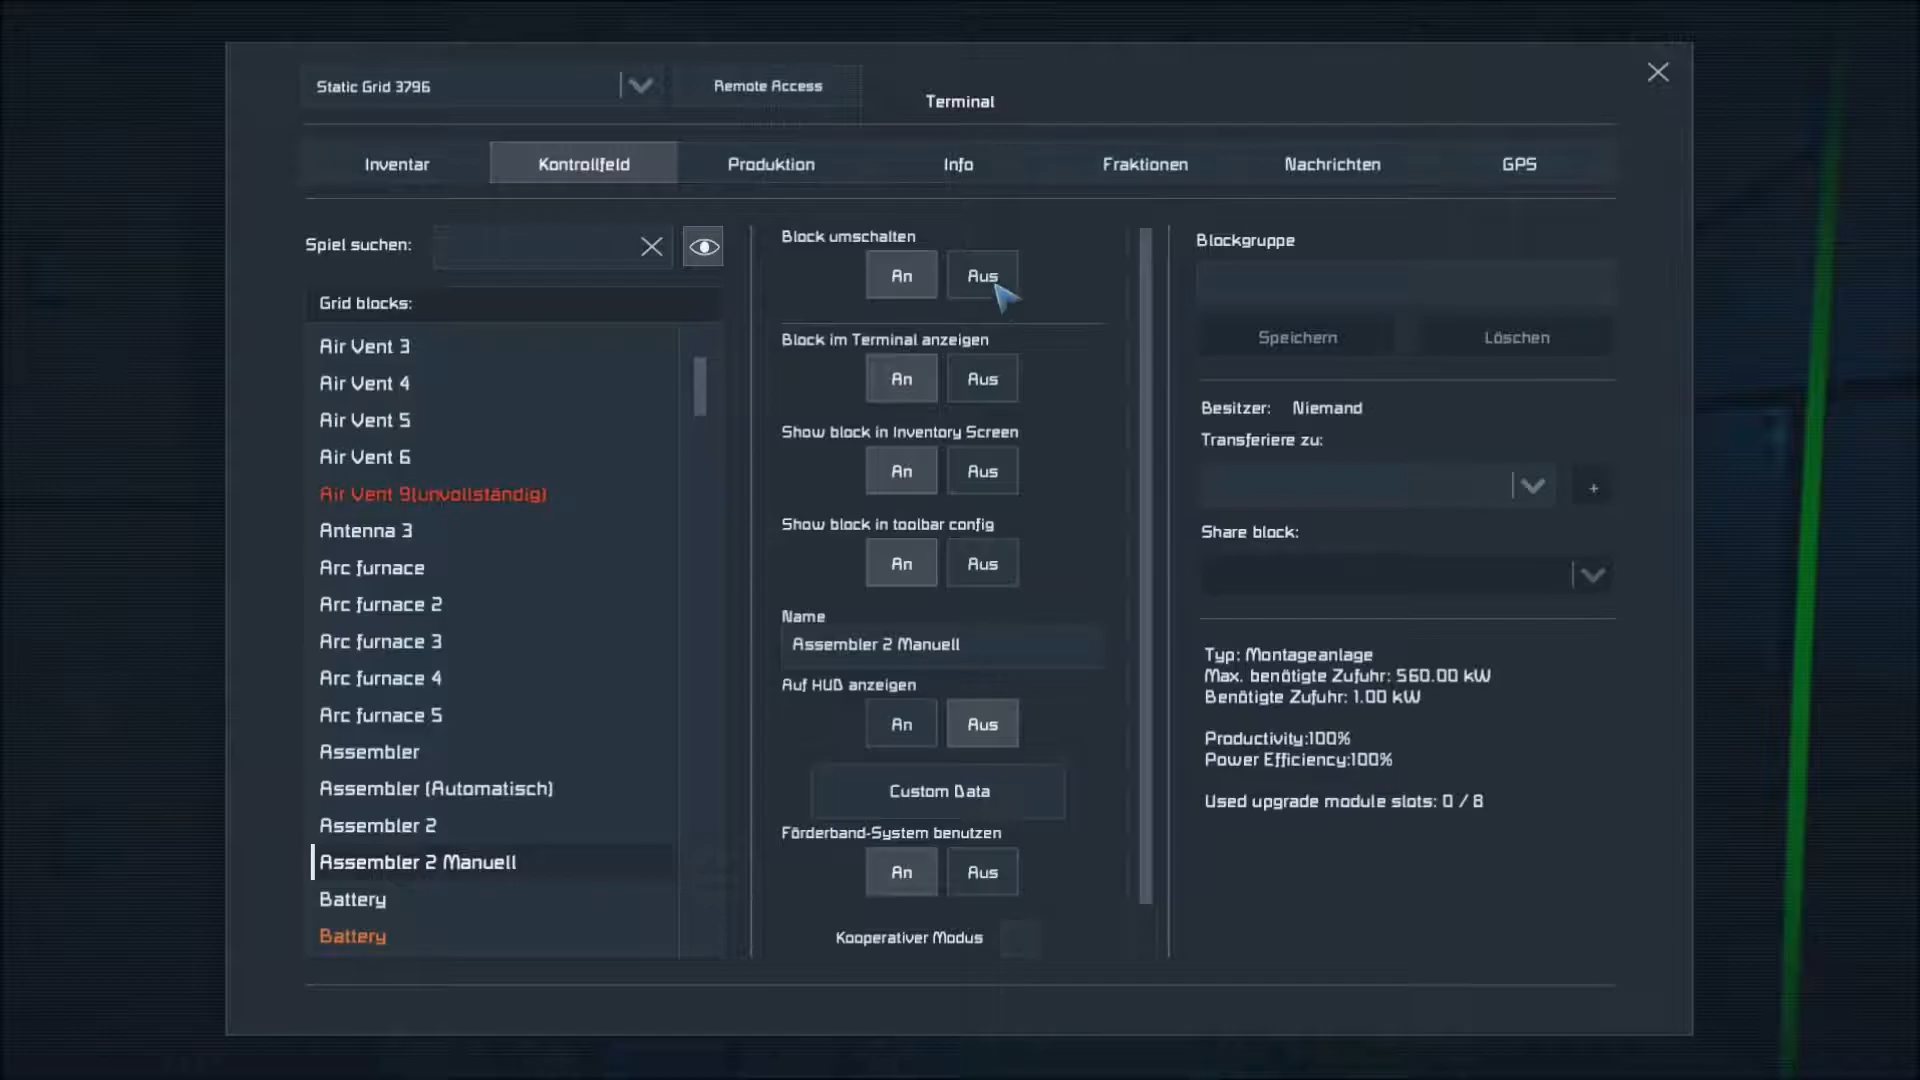 Static Grid 3796
Remote Access
Terminal
Inventar
Kontrollfeld
Produktion
Info
Fraktionen
Nachrichten
GPS
Spiel suchen:
Grid blocks:
Air Vent 3
Air Vent 4
Air Vent 5
Air Vent 6
Air Vent 9(unvollständig)
Antenna 3
Arc furnace
Arc furnace 2
Arc furnace 3
Arc furnace 4
Arc furnace 5
Assembler
Assembler (Automatisch)
Assembler 2
Assembler 2 Manuell
Battery
Battery
Block umschalten
An Aus
Block im Terminal anzeigen
An Aus
Show block in Inventory Screen
An Aus
Show block in toolbar config
An Aus
Name
Assembler 2 Manuell
Auf HUD anzeigen
An Aus
Custom Data
Förderband-System benutzen
An Aus
Kooperativer Modus
Blockgruppe
Speichern Löschen
Besitzer: Niemand
Transferiere zu:
+
Share block:
Typ: Montageanlage
Max. benötigte Zufuhr: 560.00 kW
Benötigte Zufuhr: 1.00 kW
Productivity:100%
Power Efficiency:100%
Used upgrade module slots: 0 / 8